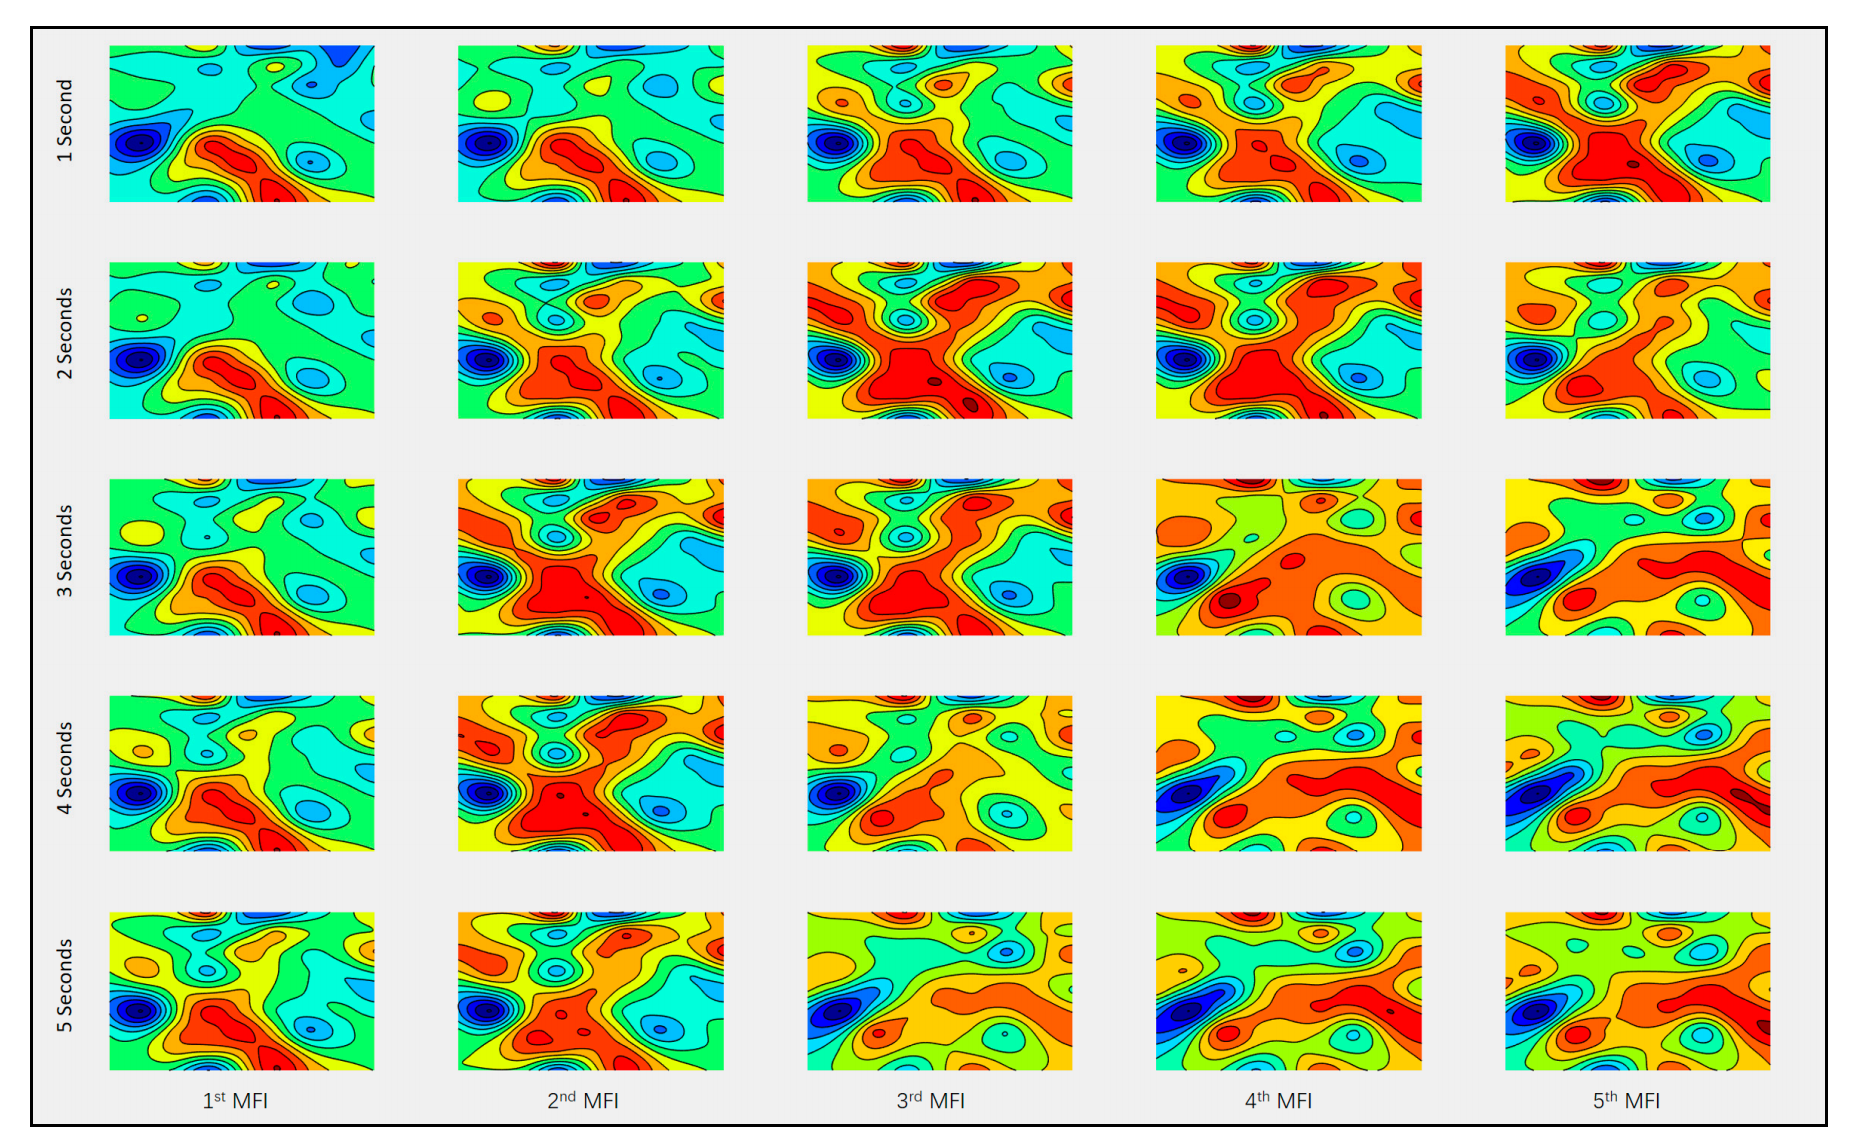 1 Second
2 Seconds
3 Seconds
4 Seconds
5 Seconds
1st MFI
2nd MFI
3rd MFI
4th MFI
5th MFI